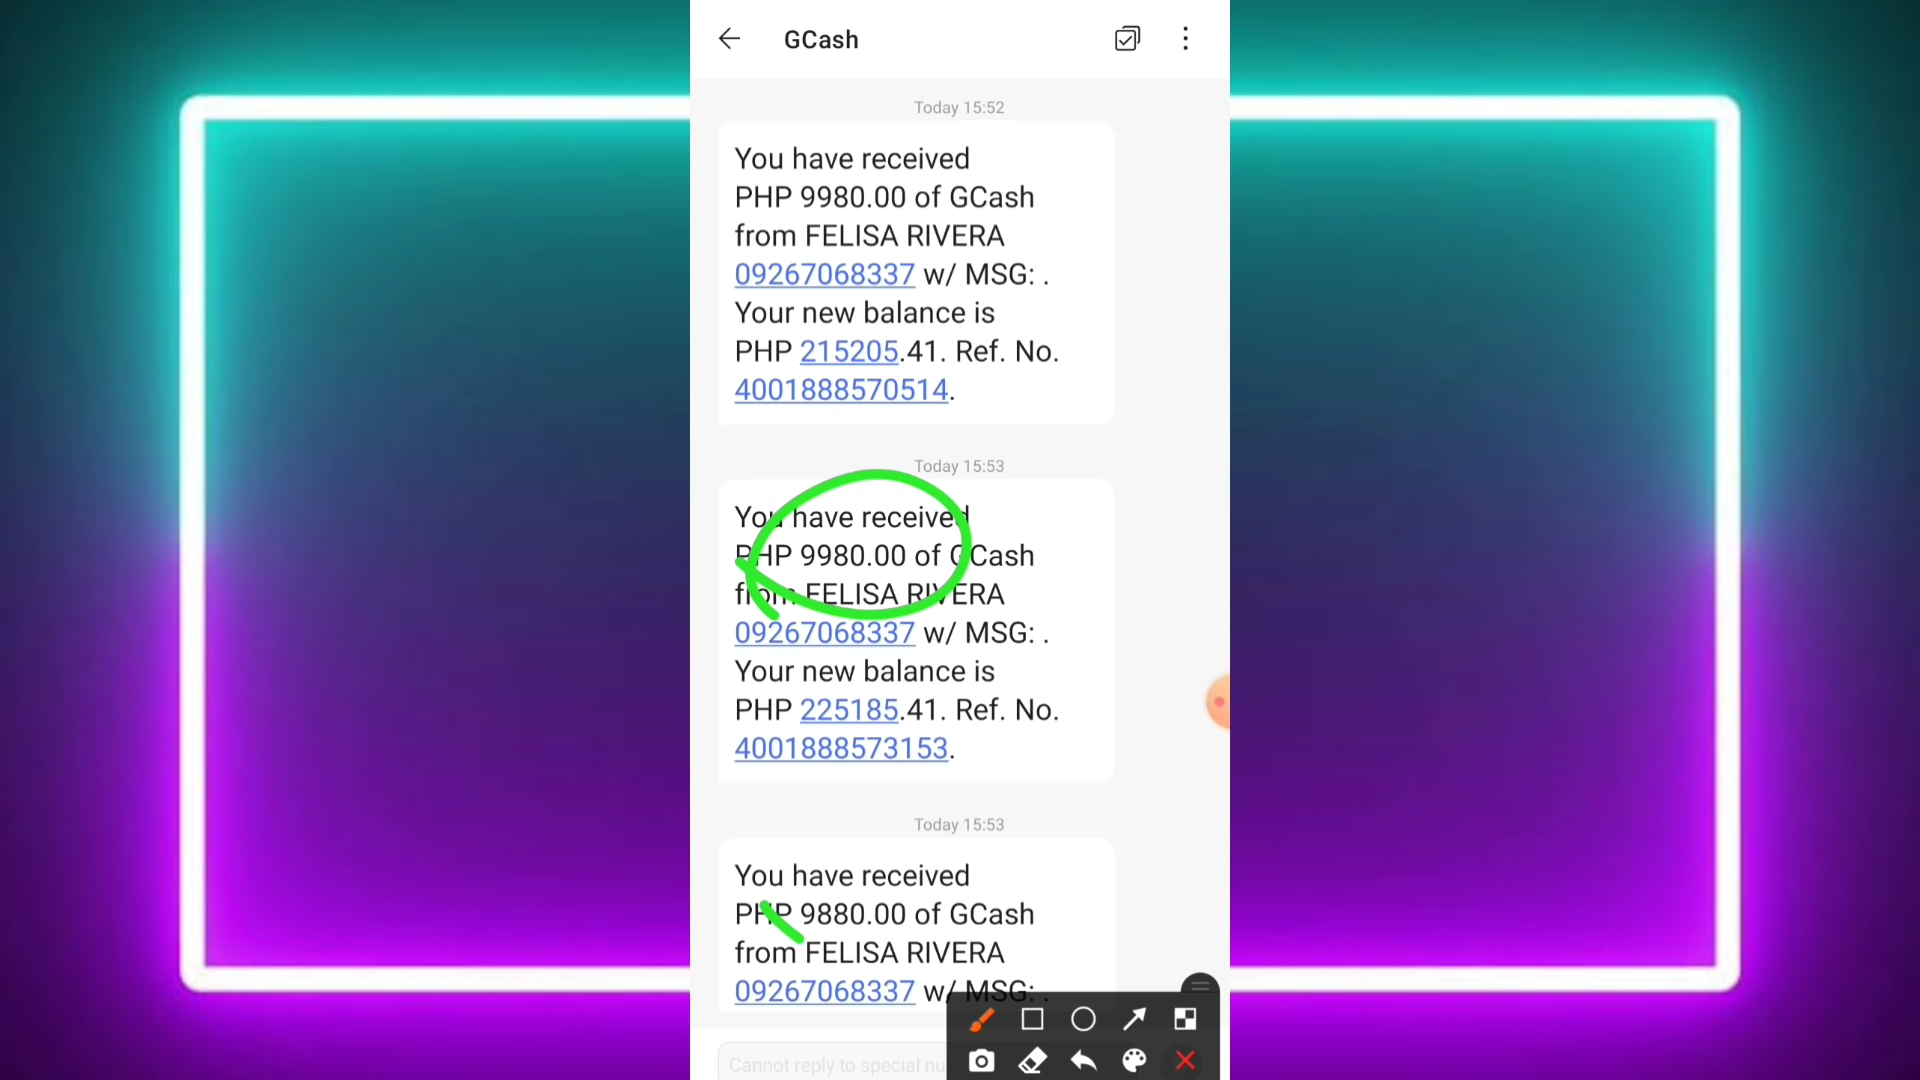 GCash
Today 15:52
You have received
PHP 9980.00 of GCash
from FELISA RIVERA
09267068337 w/ MSG: .
Your new balance is
PHP 215205.41. Ref. No.
4001888570514.
Today 15:53
You have received
PHP 9980.00 of GCash
from FELISA RIVERA
09267068337 w/ MSG: .
Your new balance is
PHP 225185.41. Ref. No.
4001888573153.
Today 15:53
You have received
PHP 9880.00 of GCash
from FELISA RIVERA
09267068337 w/ MSG: .
Cannot reply to special nu